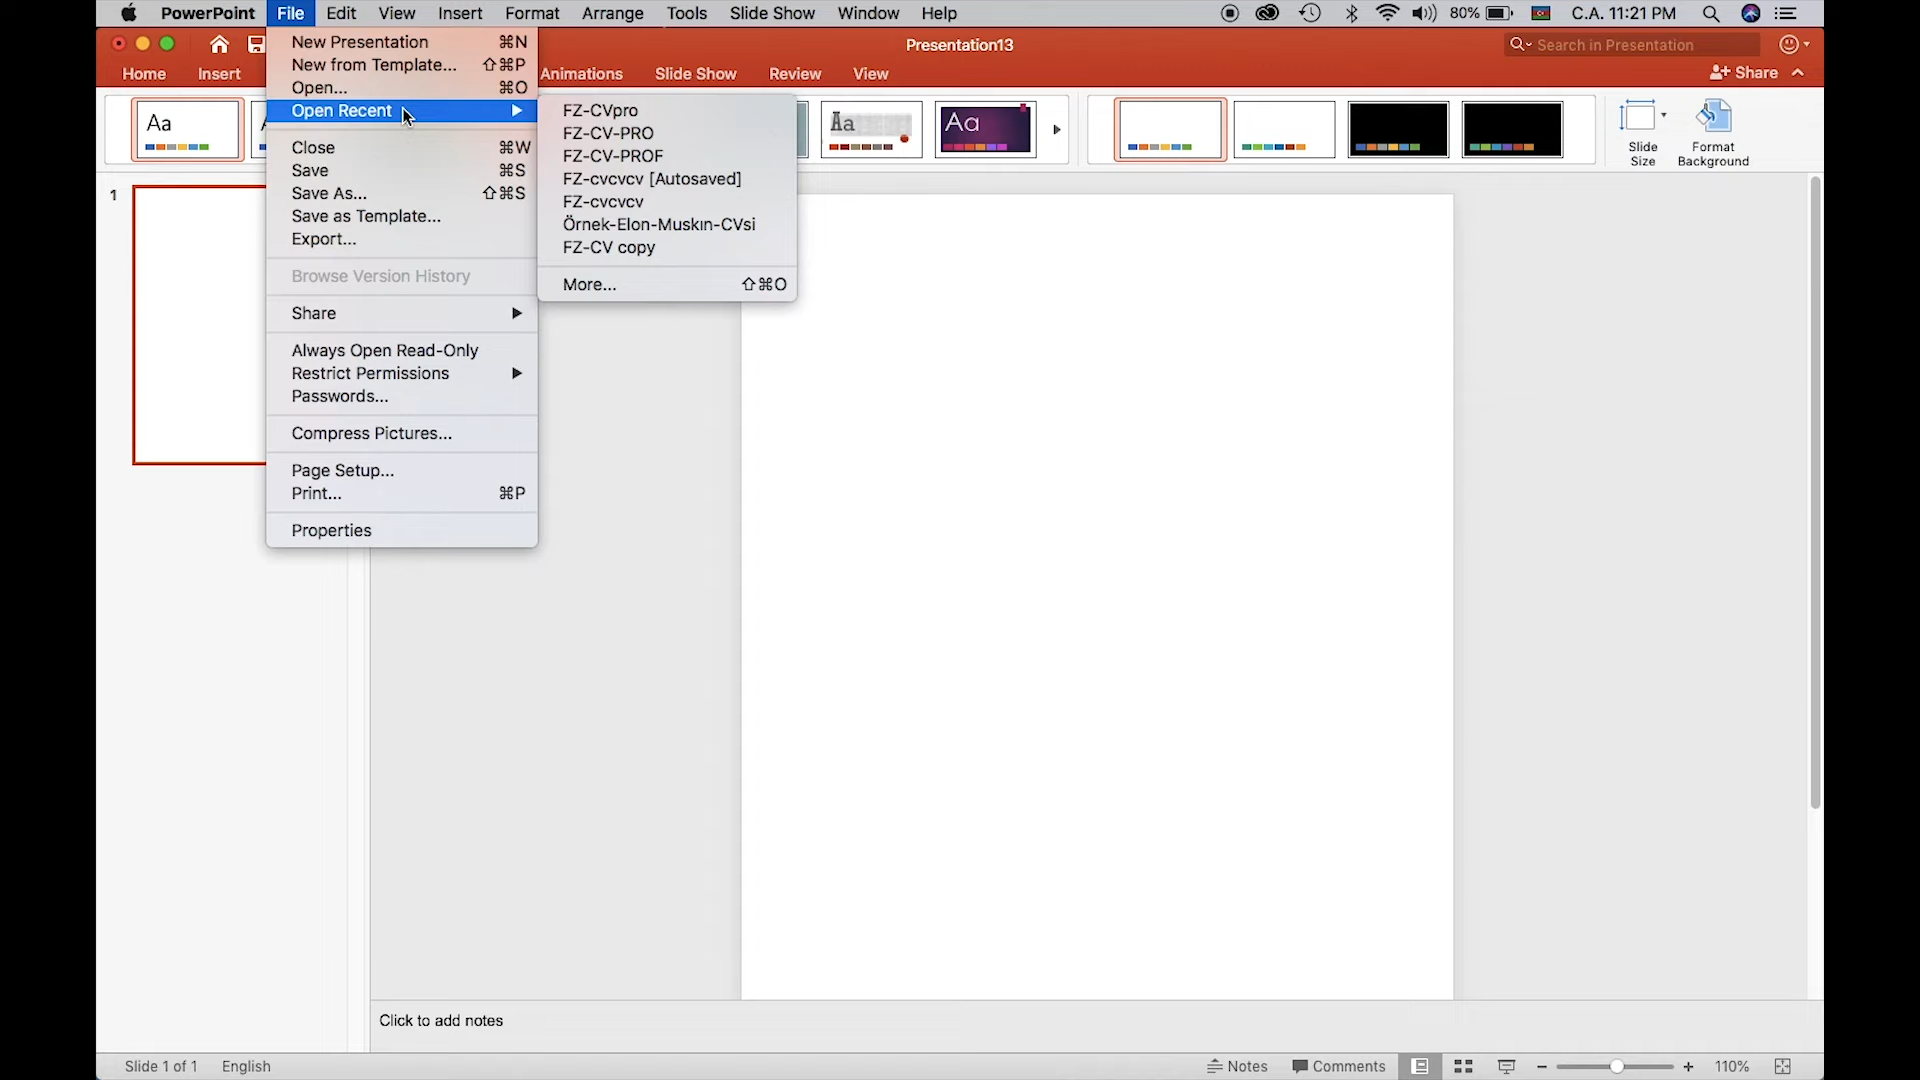 PowerPoint File Edit View Insert Format Arrange Tools Slide Show Window Help 80% C.A. 11:21 PM
Presentation13
Search in Presentation
Home Insert Animations Slide Show Review View Share
New Presentation ⌘N
New from Template... ⇧⌘P
Open... ⌘O
Open Recent
Close ⌘W
Save ⌘S
Save As... ⇧⌘S
Save as Template...
Export...
Browse Version History
Share
Always Open Read-Only
Restrict Permissions
Passwords...
Compress Pictures...
Page Setup...
Print... ⌘P
Properties
FZ-CVpro
FZ-CV-PRO
FZ-CV-PROF
FZ-cvcvcv [Autosaved]
FZ-cvcvcv
Örnek-Elon-Muskın-CVsi
FZ-CV copy
More... ⇧⌘O
Aa
Aa
Aa
Slide
Size
Format
Background
1
Click to add notes
Slide 1 of 1 English Notes Comments 110%